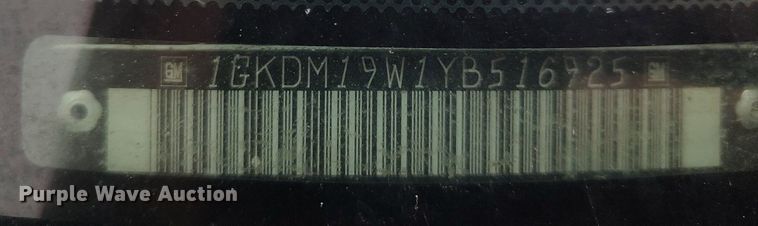 GM 1GKDM19W1YB516925 GM
Purple Wave Auction